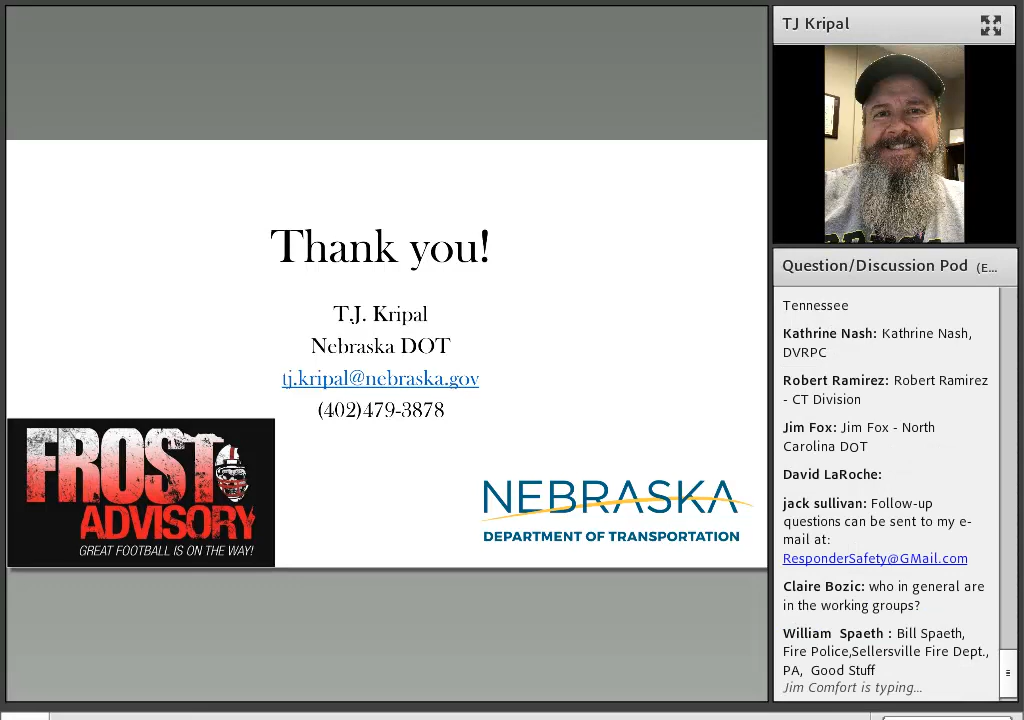 Thank you!
T.J. Kripal
Nebraska DOT
tj.kripal@nebraska.gov
(402)479-3878
FROST
ADVISORY
GREAT FOOTBALL IS ON THE WAY!
NEBRASKA
DEPARTMENT OF TRANSPORTATION
TJ Kripal
Question/Discussion Pod (E...
Tennessee
Kathrine Nash: Kathrine Nash,
DVRPC
Robert Ramirez: Robert Ramirez
- CT Division
Jim Fox: Jim Fox - North
Carolina DOT
David LaRoche:
jack sullivan: Follow-up
questions can be sent to my e-
mail at:
ResponderSafety@GMail.com
Claire Bozic: who in general are
in the working groups?
William Spaeth : Bill Spaeth,
Fire Police,Sellersville Fire Dept.,
PA, Good Stuff
Jim Comfort is typing...